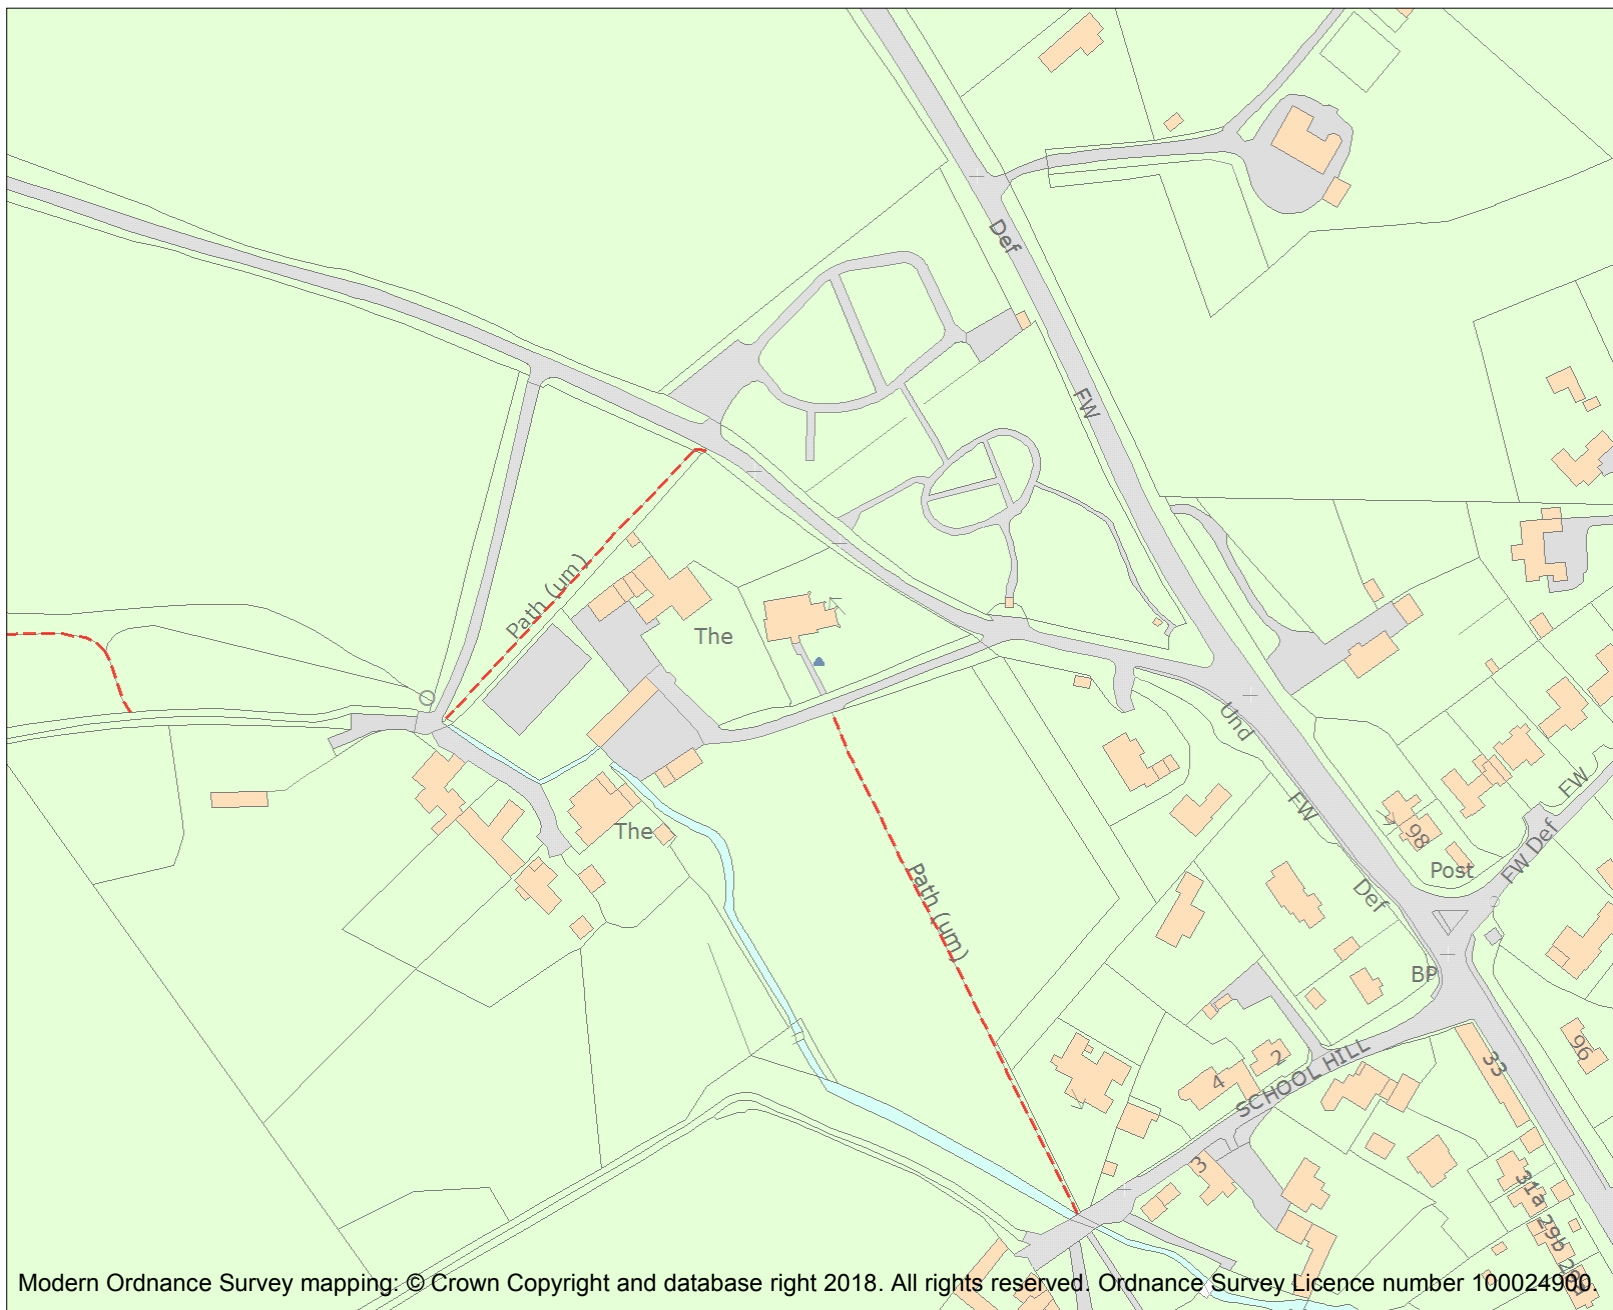 Def
FW
Path (um)
The
Und
FW
FW
The
98
FW Def
Post
Def
Path (um)
BP
96
33
2
4
SCHOOL HILL
3
31a
29b
Modern Ordnance Survey mapping: © Crown Copyright and database right 2018. All rights reserved. Ordnance Survey Licence number 100024900.